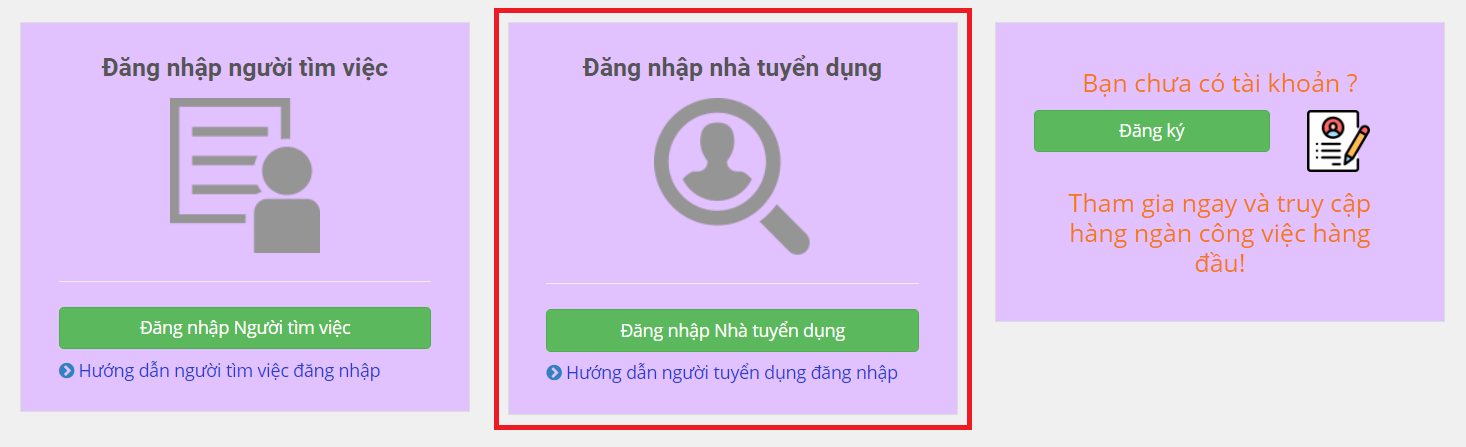 Đăng nhập người tìm việc
Đăng nhập Người tìm việc
Hướng dẫn người tìm việc đăng nhập
Đăng nhập nhà tuyển dụng
Đăng nhập Nhà tuyển dụng
Hướng dẫn người tuyển dụng đăng nhập
Bạn chưa có tài khoản ?
Đăng ký
Tham gia ngay và truy cập
hàng ngàn công việc hàng
đầu!